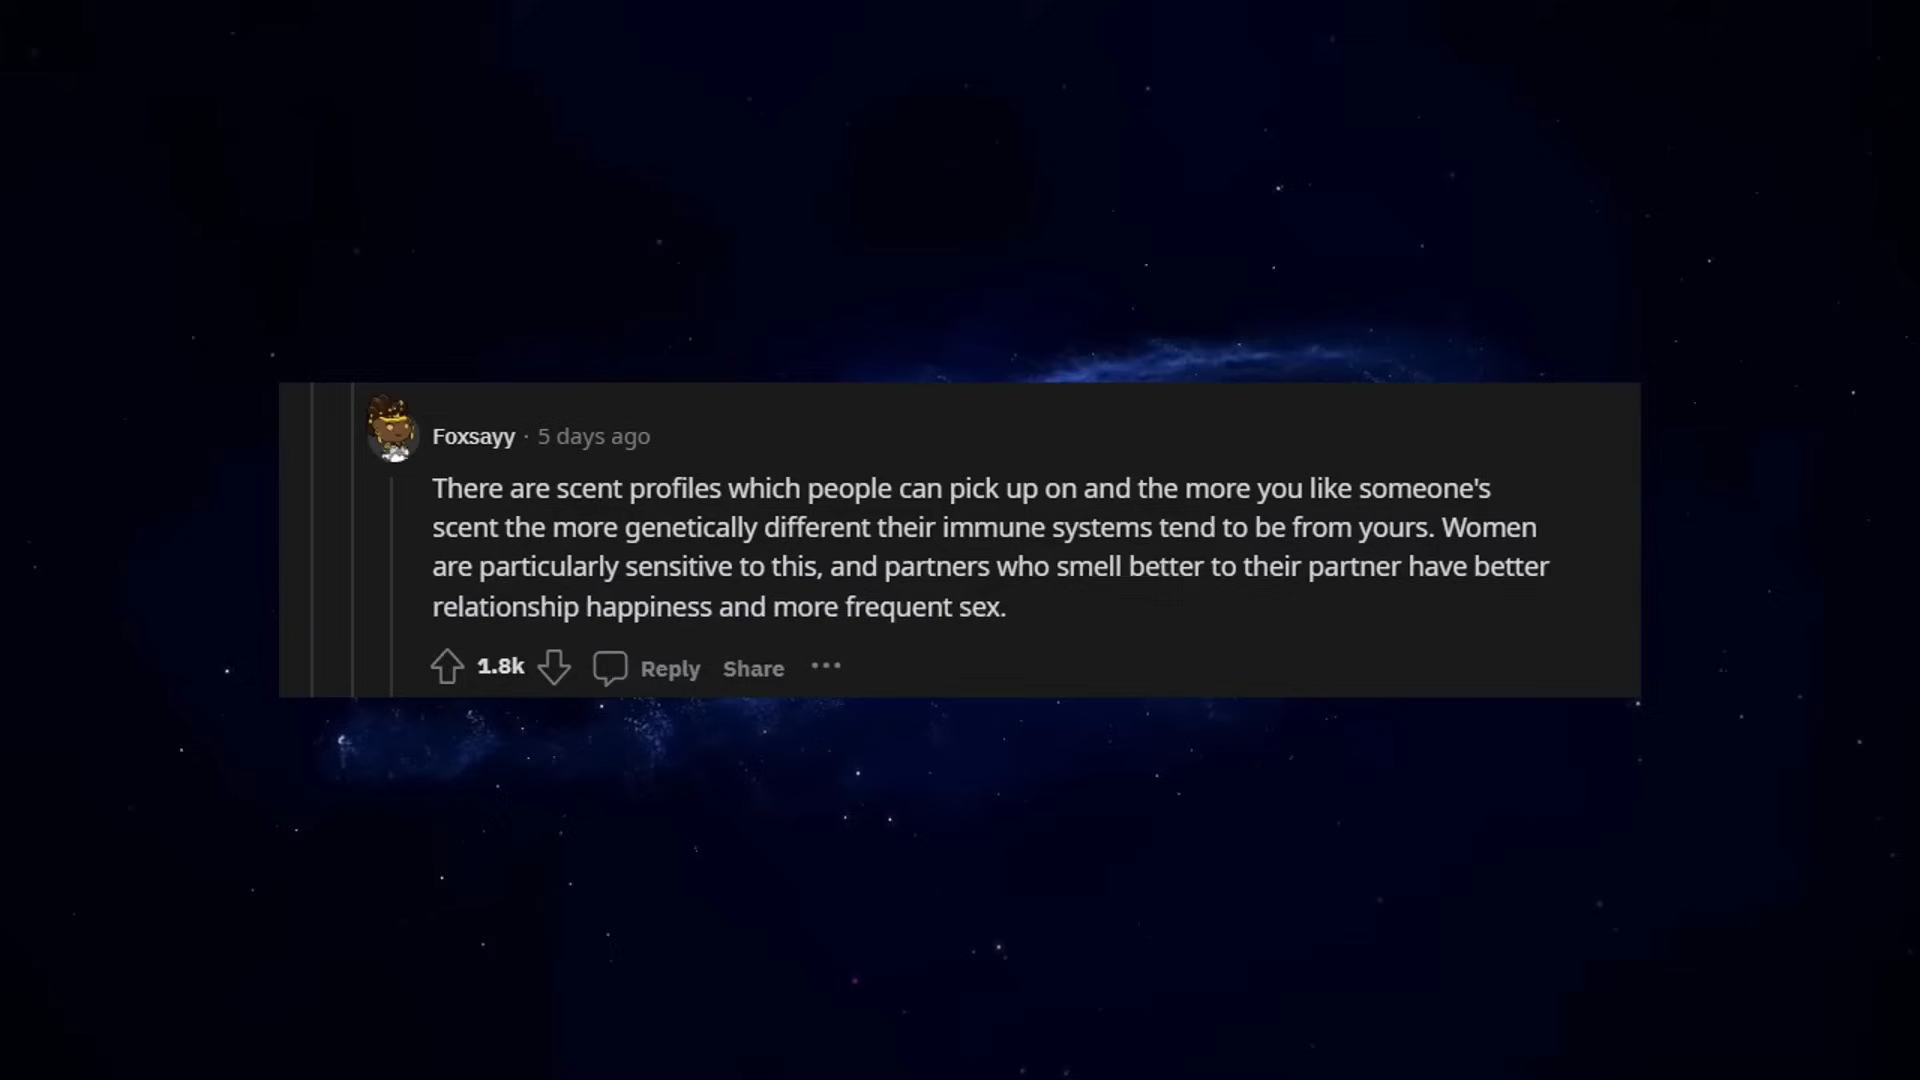 Foxsayy · 5 days ago
There are scent profiles which people can pick up on and the more you like someone's
scent the more genetically different their immune systems tend to be from yours. Women
are particularly sensitive to this, and partners who smell better to their partner have better
relationship happiness and more frequent sex.
1.8k Reply Share ···